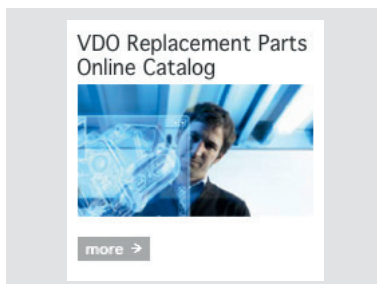 VDO Replacement Parts
Online Catalog
more →